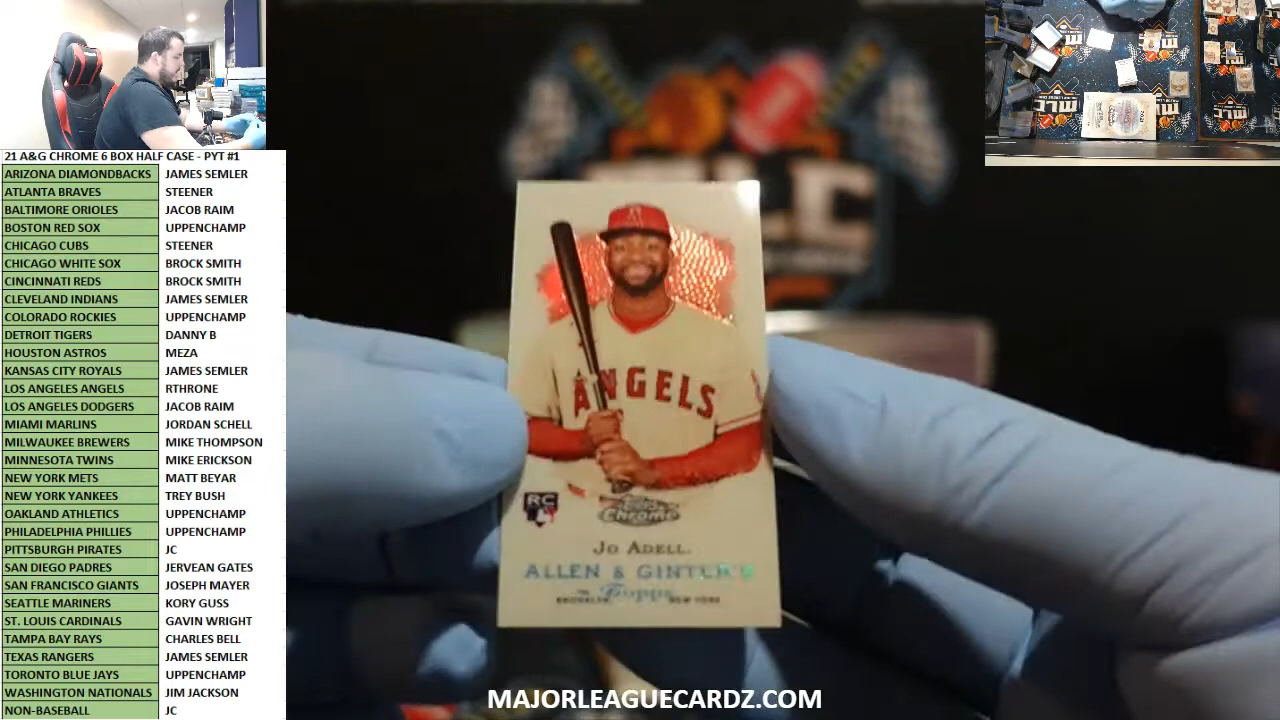 21 A&G CHROME 6 BOX HALF CASE - PYT #1
ARIZONA DIAMONDBACKS JAMES SEMLER
ATLANTA BRAVES STEENER
BALTIMORE ORIOLES JACOB RAIM
BOSTON RED SOX UPPENCHAMP
CHICAGO CUBS STEENER
CHICAGO WHITE SOX BROCK SMITH
CINCINNATI REDS BROCK SMITH
CLEVELAND INDIANS JAMES SEMLER
COLORADO ROCKIES UPPENCHAMP
DETROIT TIGERS DANNY B
HOUSTON ASTROS MEZA
KANSAS CITY ROYALS JAMES SEMLER
LOS ANGELES ANGELS RTHRONE
LOS ANGELES DODGERS JACOB RAIM
MIAMI MARLINS JORDAN SCHELL
MILWAUKEE BREWERS MIKE THOMPSON
MINNESOTA TWINS MIKE ERICKSON
NEW YORK METS MATT BEYAR
NEW YORK YANKEES TREY BUSH
OAKLAND ATHLETICS UPPENCHAMP
PHILADELPHIA PHILLIES UPPENCHAMP
PITTSBURGH PIRATES JC
SAN DIEGO PADRES JERVEAN GATES
SAN FRANCISCO GIANTS JOSEPH MAYER
SEATTLE MARINERS KORY GUSS
ST. LOUIS CARDINALS GAVIN WRIGHT
TAMPA BAY RAYS CHARLES BELL
TEXAS RANGERS JAMES SEMLER
TORONTO BLUE JAYS UPPENCHAMP
WASHINGTON NATIONALS JIM JACKSON
NON-BASEBALL JC
MLC
ANGELS
RC
Topps Chrome
JO ADELL
ALLEN & GINTER'S
Topps
BROOKLYN NEW YORK
MAJORLEAGUECARDZ.COM